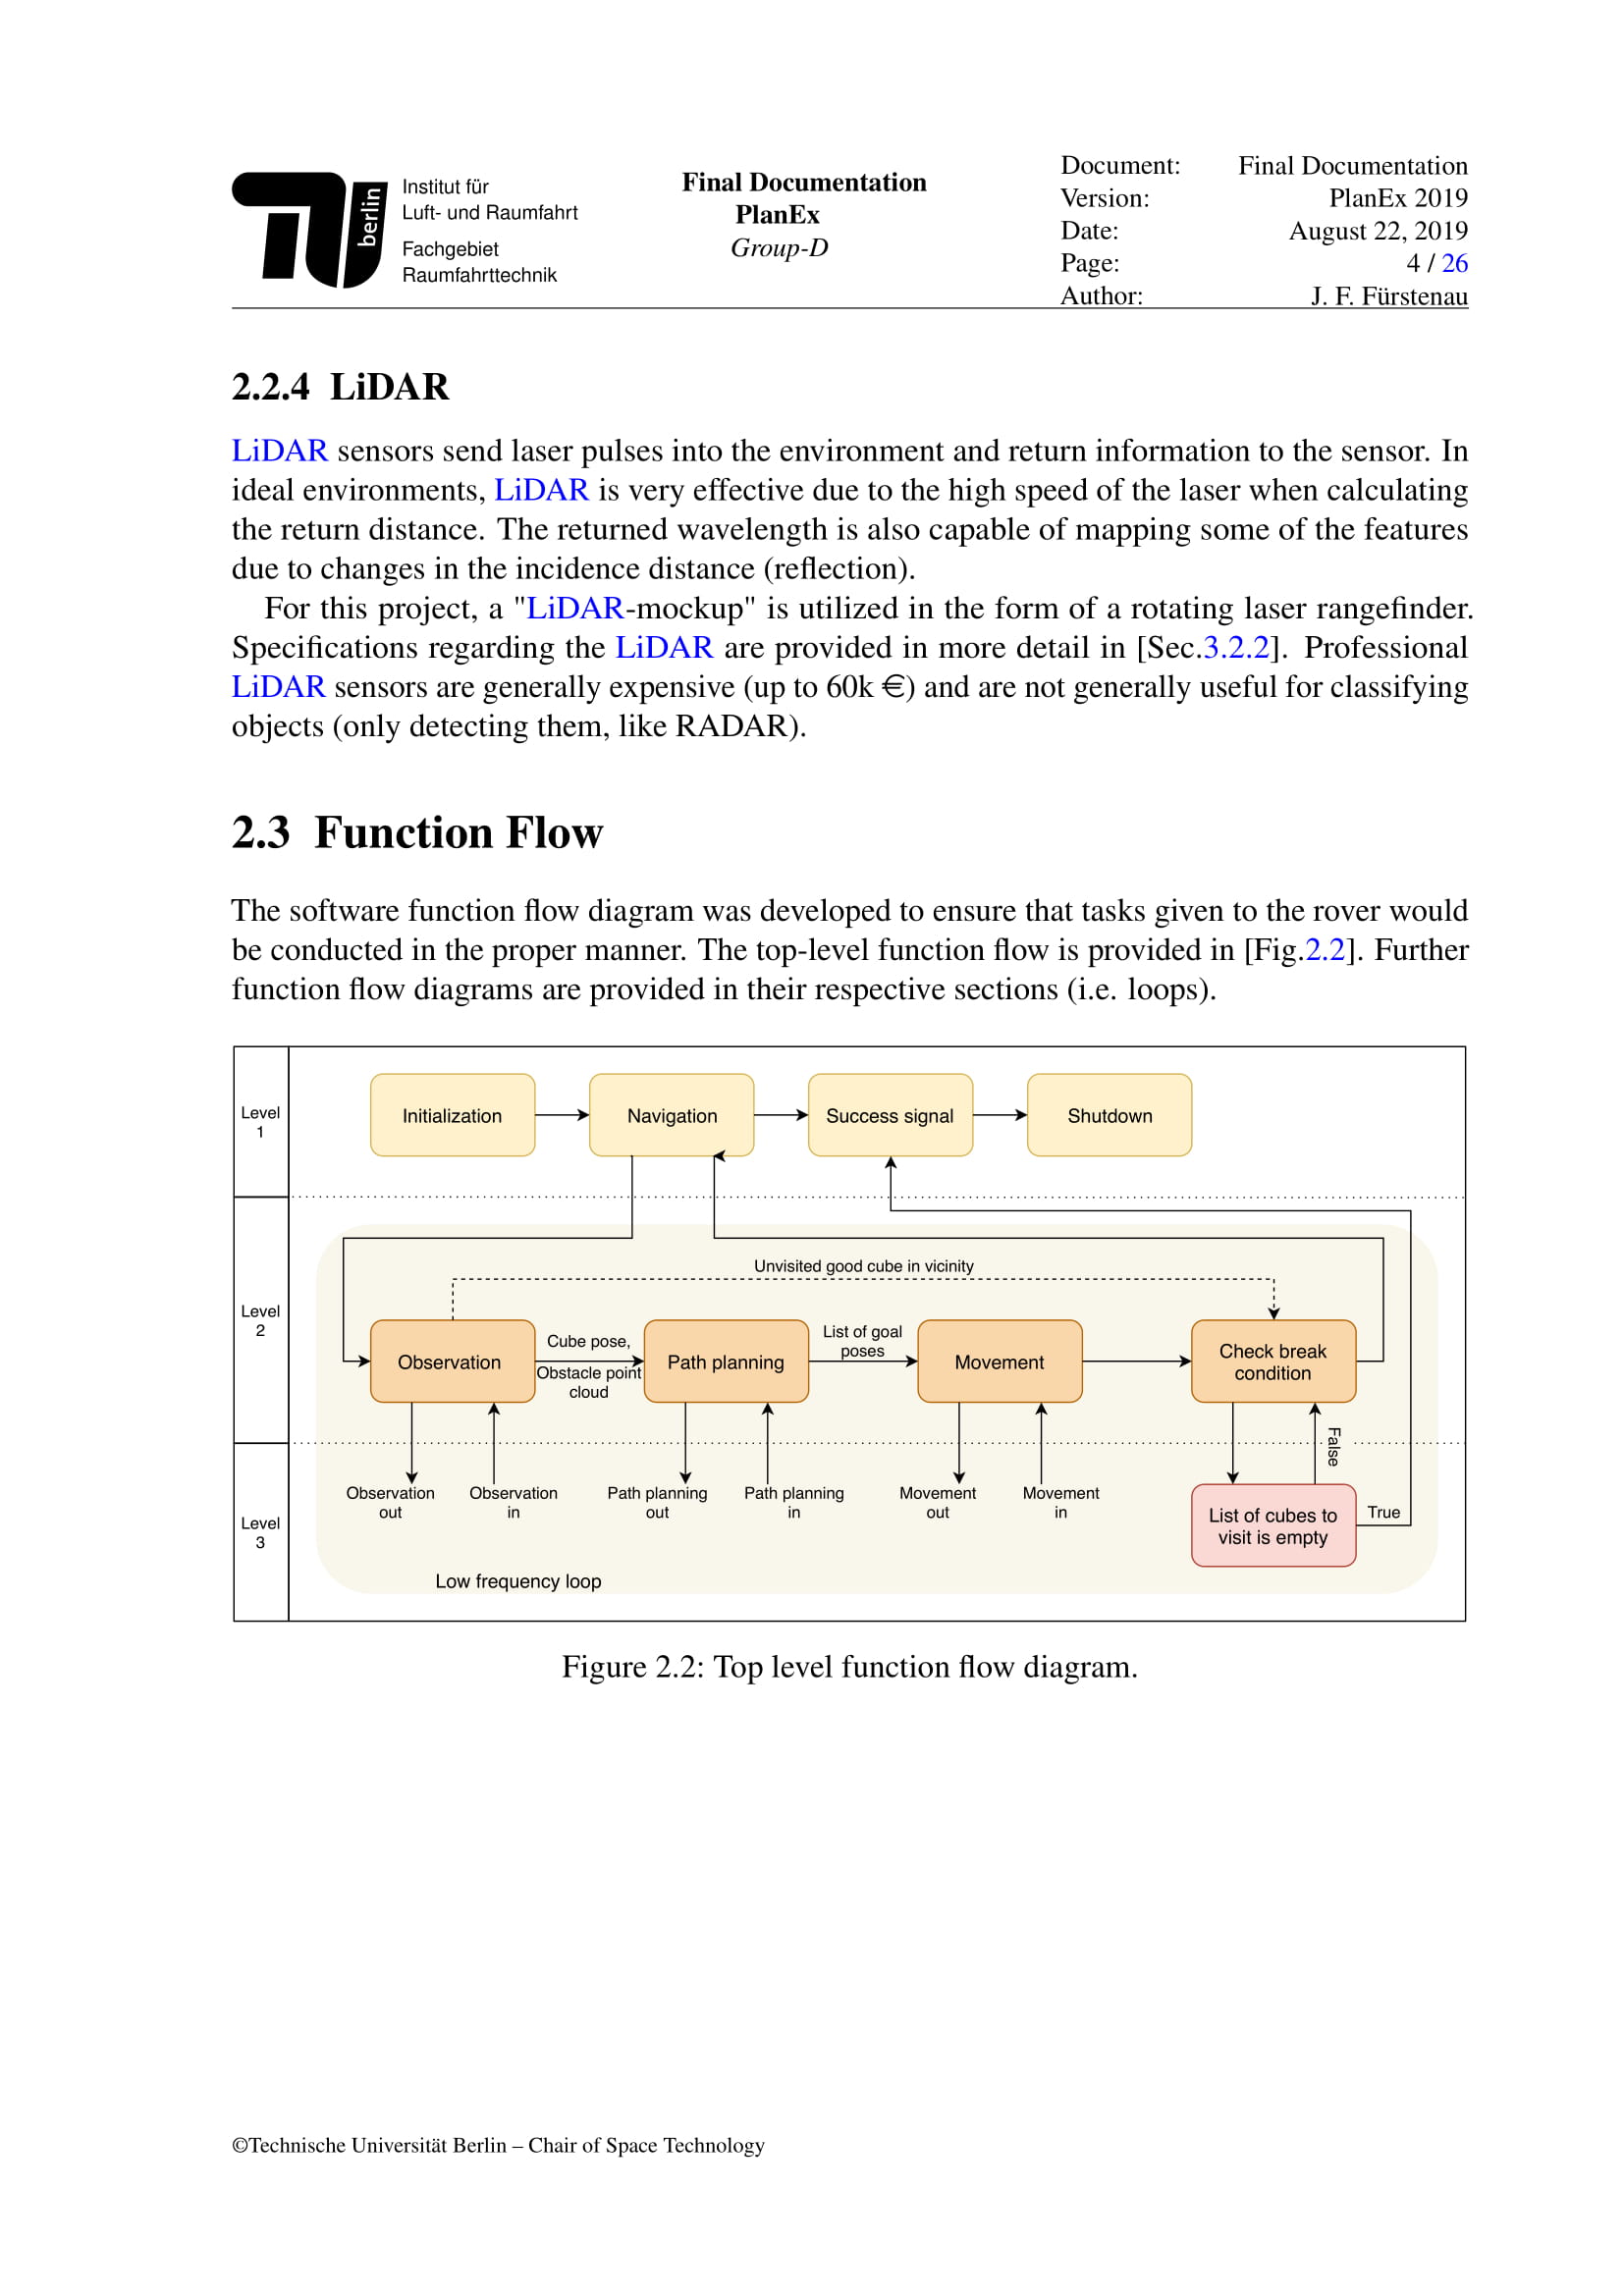 berlin
Institut für
Luft- und Raumfahrt
Fachgebiet
Raumfahrttechnik
Final Documentation
PlanEx
Group-D
Document: Final Documentation
Version: PlanEx 2019
Date: August 22, 2019
Page: 4 / 26
Author: J. F. Fürstenau
2.2.4 LiDAR
LiDAR sensors send laser pulses into the environment and return information to the sensor. In
ideal environments, LiDAR is very effective due to the high speed of the laser when calculating
the return distance. The returned wavelength is also capable of mapping some of the features
due to changes in the incidence distance (reflection).
For this project, a "LiDAR-mockup" is utilized in the form of a rotating laser rangefinder.
Specifications regarding the LiDAR are provided in more detail in [Sec.3.2.2]. Professional
LiDAR sensors are generally expensive (up to 60k €) and are not generally useful for classifying
objects (only detecting them, like RADAR).
2.3 Function Flow
The software function flow diagram was developed to ensure that tasks given to the rover would
be conducted in the proper manner. The top-level function flow is provided in [Fig.2.2]. Further
function flow diagrams are provided in their respective sections (i.e. loops).
Level
1
Initialization
Navigation
Success signal
Shutdown
Level
2
Unvisited good cube in vicinity
Observation
Cube pose,
Obstacle point
cloud
Path planning
List of goal
poses
Movement
Check break
condition
False
Level
3
Observation
out
Observation
in
Path planning
out
Path planning
in
Movement
out
Movement
in
List of cubes to
visit is empty
True
Low frequency loop
Figure 2.2: Top level function flow diagram.
©Technische Universität Berlin – Chair of Space Technology